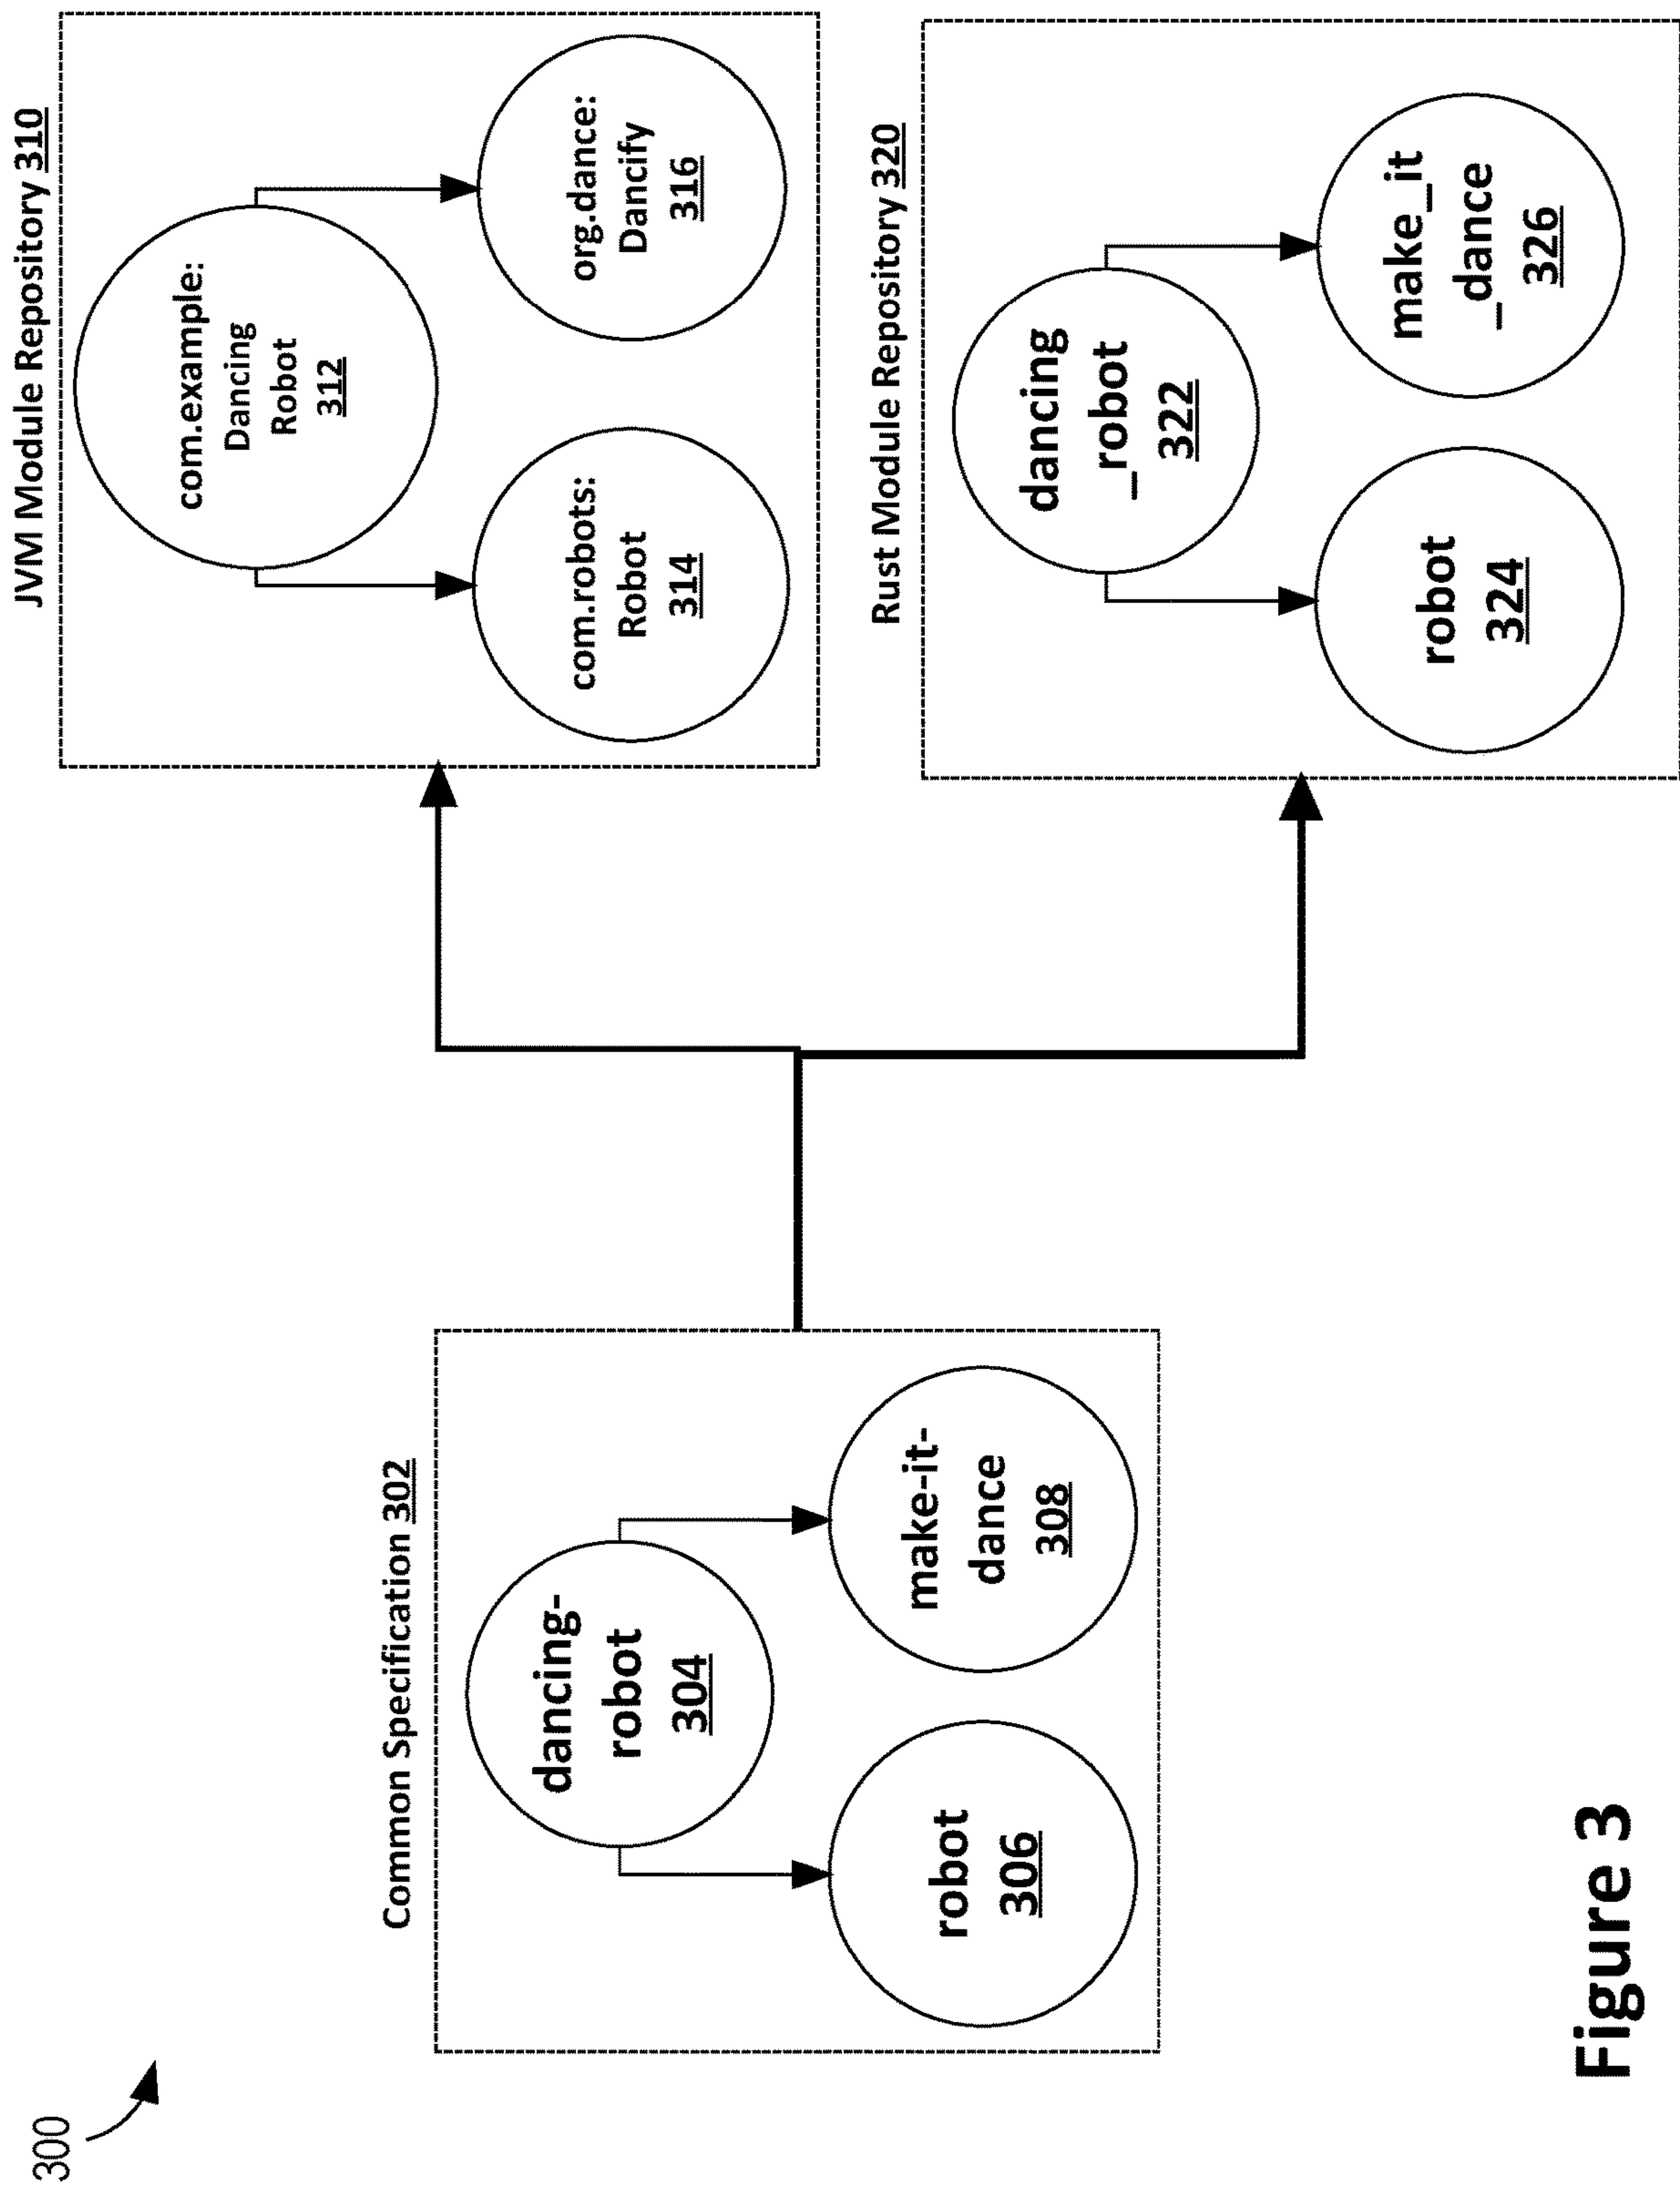 300
Common Specification 302
dancing-
robot
304
robot
306
make-it-
dance
308
JVM Module Repository 310
com.example:
Dancing
Robot
312
com.robots:
Robot
314
org.dance:
Dancify
316
Rust Module Repository 320
dancing
_robot
322
robot
324
make_it
_dance
326
Figure 3